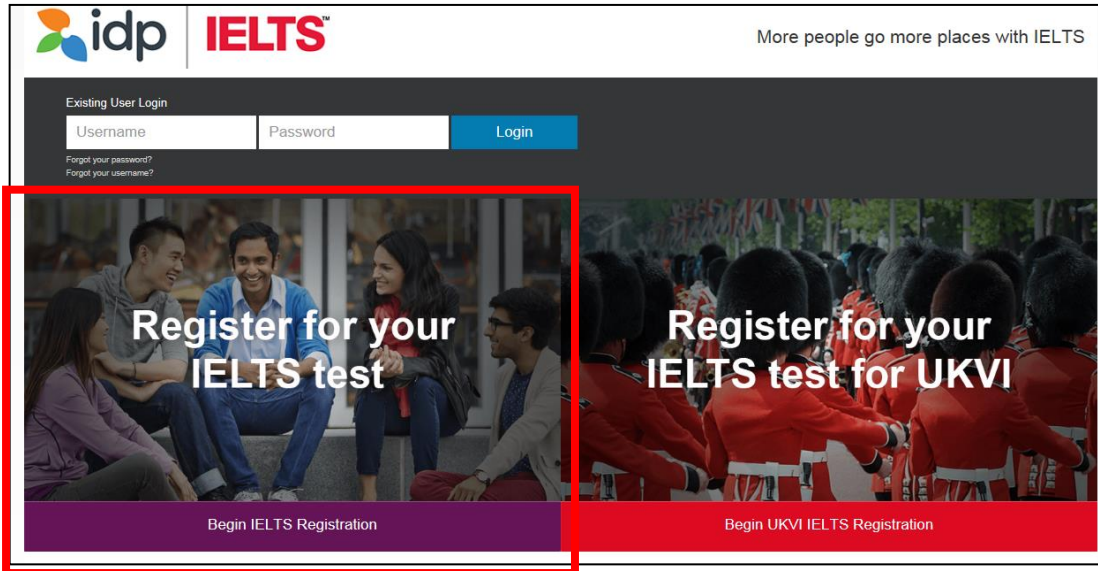 idp
IELTS™
More people go more places with IELTS
Existing User Login
Username
Password
Login
Forgot your password?
Forgot your username?
Register for your
IELTS test
Begin IELTS Registration
Register for your
IELTS test for UKVI
Begin UKVI IELTS Registration